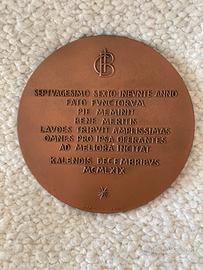 SEPTVAGESIMO SEXTO INEVNTE ANNO
FATO FVNCTORVM
PIE MEMINIT
BENE MERITIS
LAVDES TRIBVIT AMPLISSIMAS
OMNES PRO IPSA OPERANTES
AD MELIORA INCITAT
KALENDIS DECEMBRIBVS
MCMLXIX